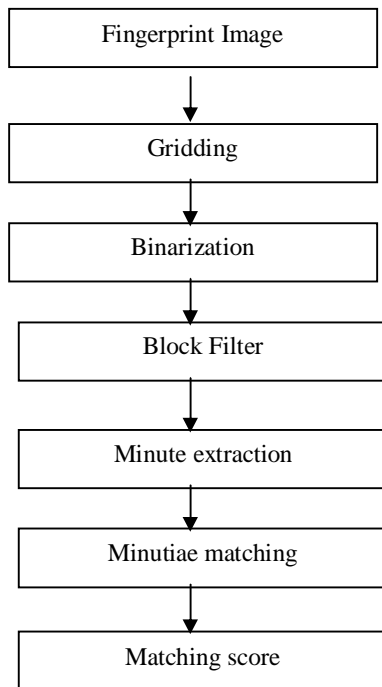 Fingerprint Image
Gridding
Binarization
Block Filter
Minute extraction
Minutiae matching
Matching score